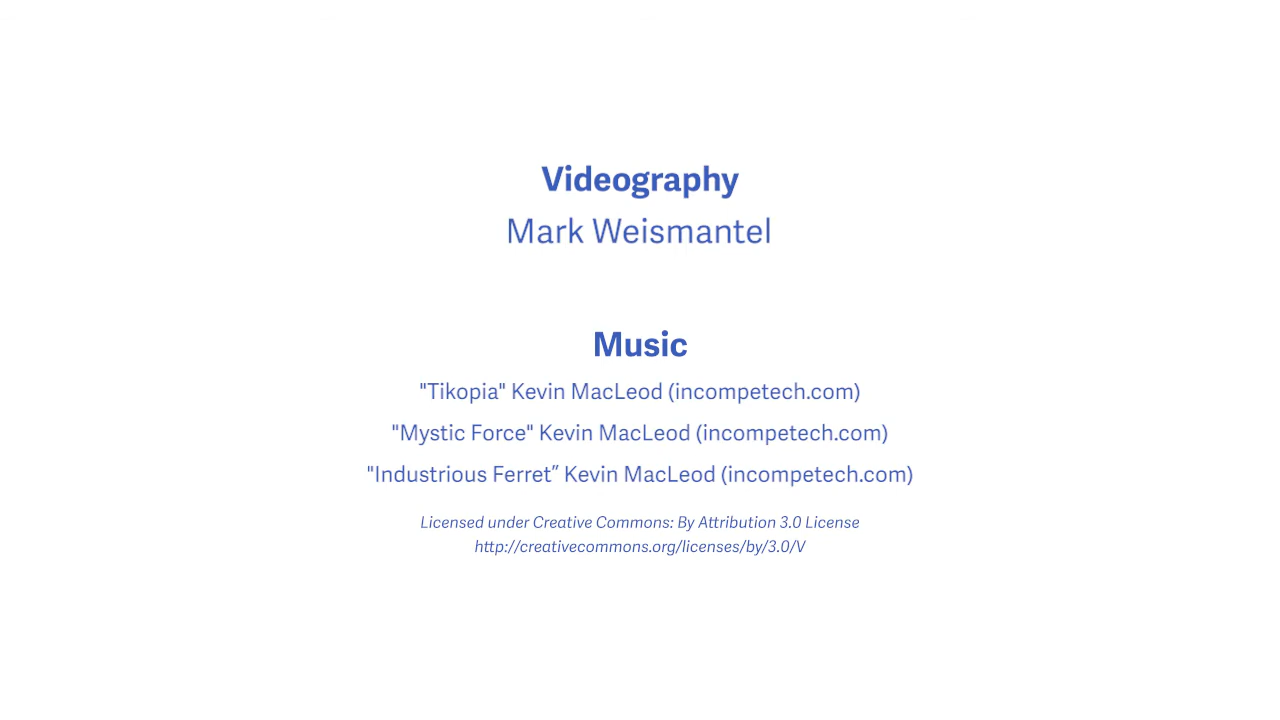 Videography
Mark Weismantel
Music
"Tikopia" Kevin MacLeod (incompetech.com)
"Mystic Force" Kevin MacLeod (incompetech.com)
"Industrious Ferret” Kevin MacLeod (incompetech.com)
Licensed under Creative Commons: By Attribution 3.0 License
http://creativecommons.org/licenses/by/3.0/V